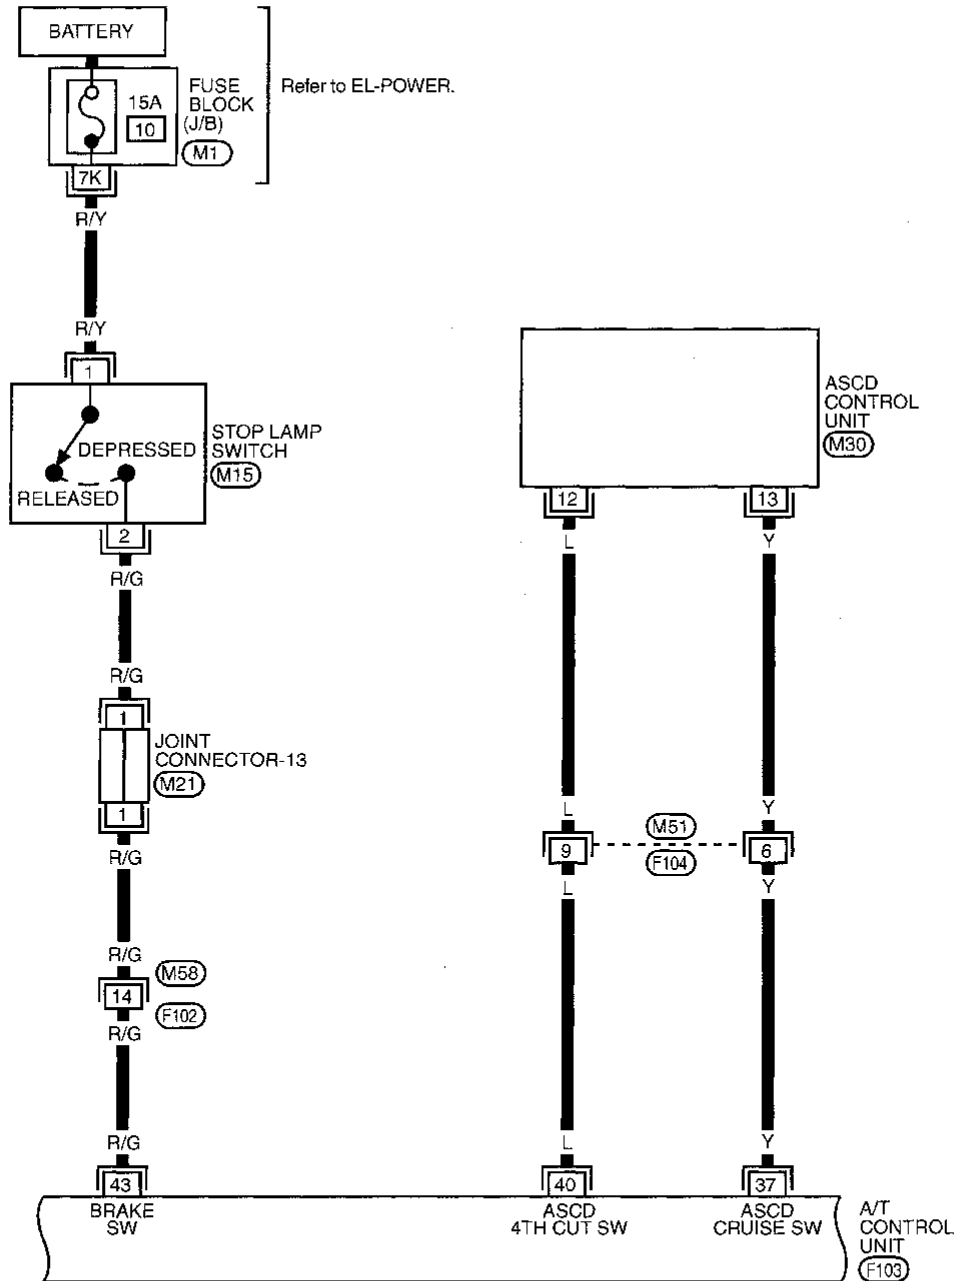 BATTERY
FUSE
BLOCK
(J/B)
M1
15A
10
Refer to EL-POWER.
7K
R/Y
R/Y
1
DEPRESSED
RELEASED
STOP LAMP
SWITCH
M15
2
R/G
R/G
1
JOINT
CONNECTOR-13
M21
1
R/G
R/G
M58
14
F102
R/G
R/G
43
BRAKE
SW
ASCD
CONTROL
UNIT
M30
12
13
L
Y
L
Y
M51
9
6
F104
L
Y
L
Y
40
37
ASCD
4TH CUT SW
ASCD
CRUISE SW
A/T
CONTROL
UNIT
F103